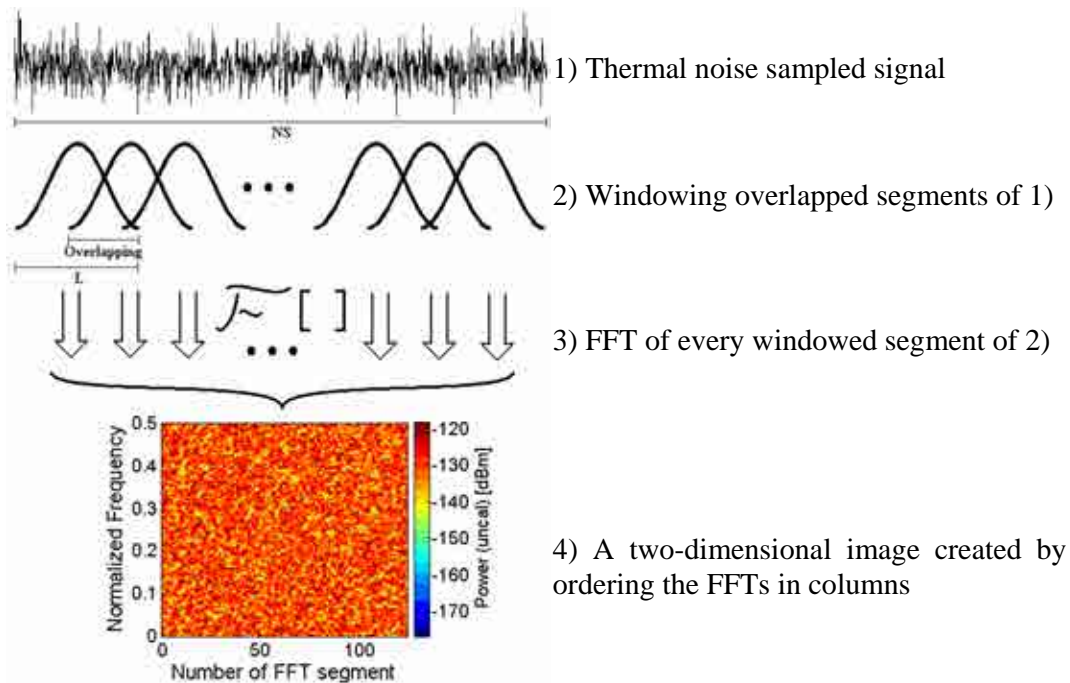 1) Thermal noise sampled signal
NS
2) Windowing overlapped segments of 1)
Overlapping
L
3) FFT of every windowed segment of 2)
[ ]
4) A two-dimensional image created by
ordering the FFTs in columns
Normalized Frequency
0.5
0.4
0.3
0.2
0.1
0
0
50
100
Number of FFT segment
-120
-130
-140
-150
-160
-170
Power (uncal) [dBm]